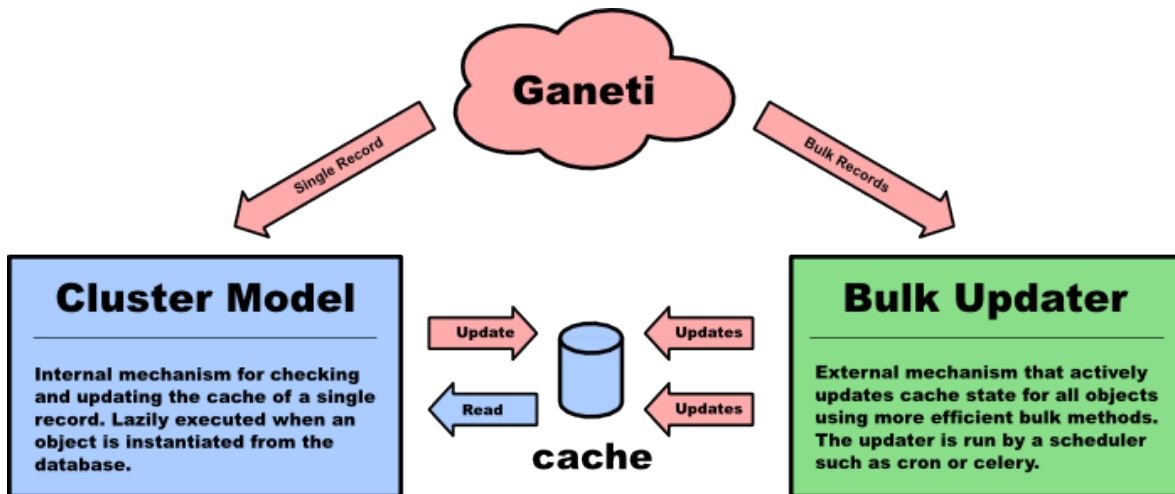 Ganeti
Single Record
Bulk Records
Cluster Model
Internal mechanism for checking
and updating the cache of a single
record. Lazily executed when an
object is instantiated from the
database.
Update
Read
cache
Updates
Updates
Bulk Updater
External mechanism that actively
updates cache state for all objects
using more efficient bulk methods.
The updater is run by a scheduler
such as cron or celery.